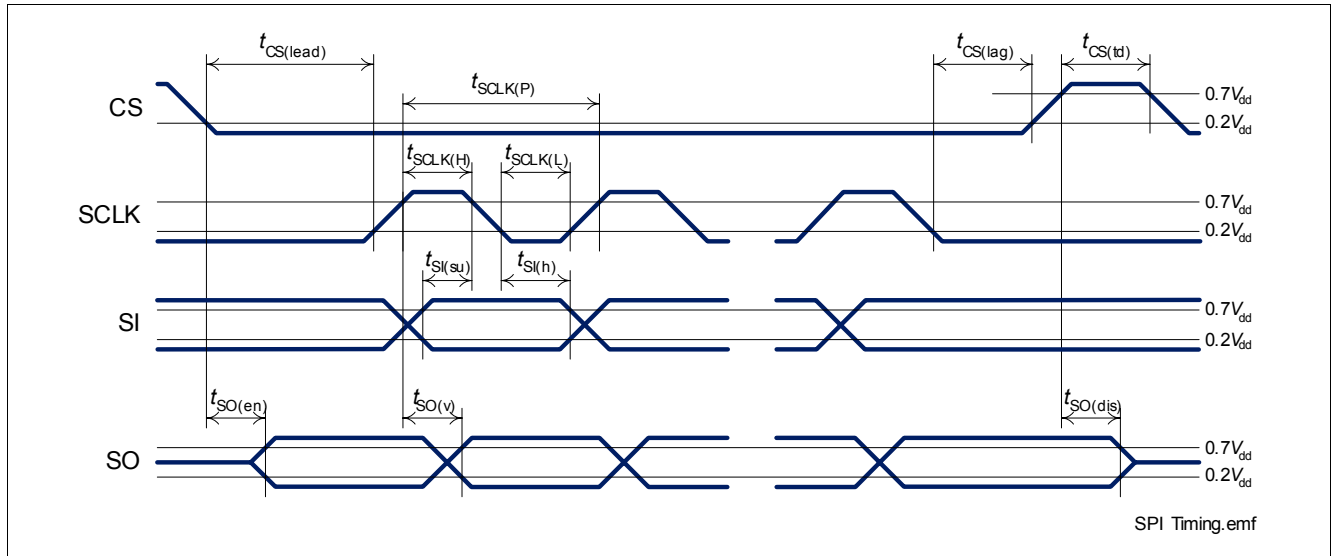 tCS(lead)
tCS(lag)
tCS(td)
tSCLK(P)
CS
0.7Vdd
0.2Vdd
tSCLK(H)
tSCLK(L)
SCLK
0.7Vdd
0.2Vdd
tSI(su)
tSI(h)
SI
0.7Vdd
0.2Vdd
tSO(en)
tSO(v)
tSO(dis)
SO
0.7Vdd
0.2Vdd
SPI Timing.emf